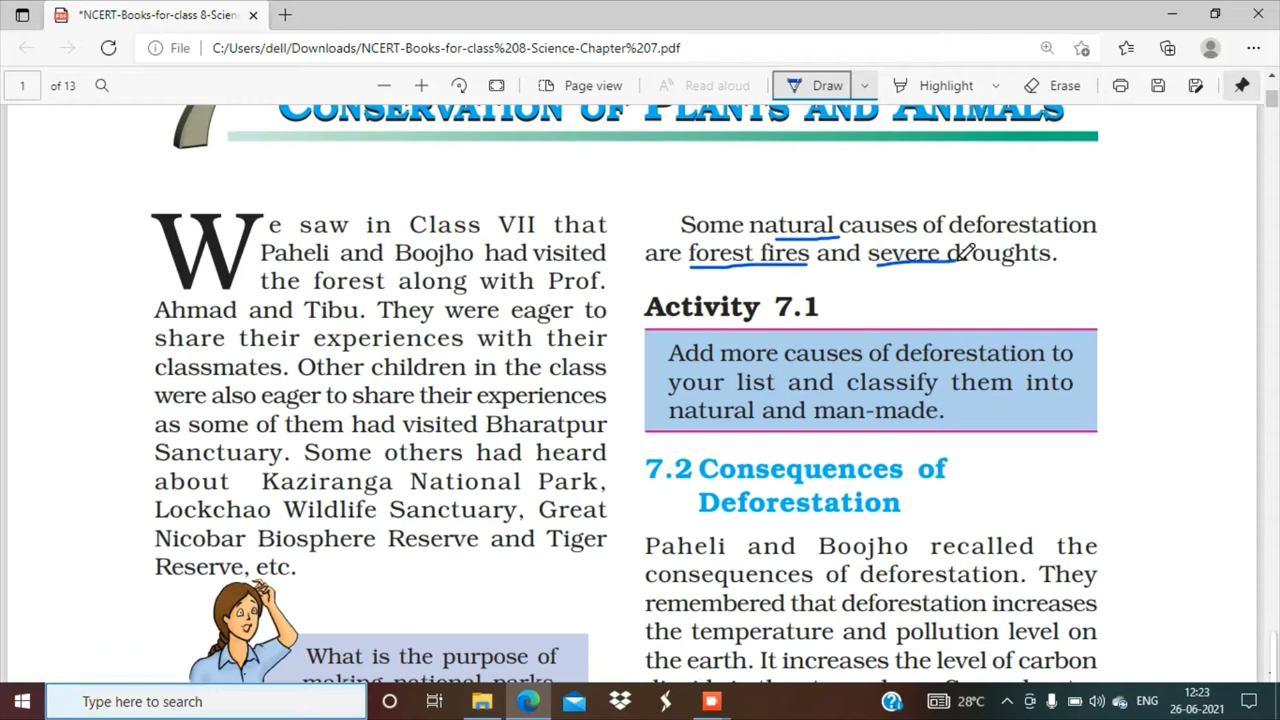 *NCERT-Books-for-class 8-Scien
File
C:/Users/dell/Downloads/NCERT-Books-for-class%208-Science-Chapter%207.pdf
1 of 13
Page view
Read aloud
Draw
Highlight
Erase
7 CONSERVATION OF PLANTS AND ANIMALS
We saw in Class VII that
Paheli and Boojho had visited
the forest along with Prof.
Ahmad and Tibu. They were eager to
share their experiences with their
classmates. Other children in the class
were also eager to share their experiences
as some of them had visited Bharatpur
Sanctuary. Some others had heard
about Kaziranga National Park,
Lockchao Wildlife Sanctuary, Great
Nicobar Biosphere Reserve and Tiger
Reserve, etc.
What is the purpose of
making national parks
Some natural causes of deforestation
are forest fires and severe droughts.
Activity 7.1
Add more causes of deforestation to
your list and classify them into
natural and man-made.
7.2 Consequences of
Deforestation
Paheli and Boojho recalled the
consequences of deforestation. They
remembered that deforestation increases
the temperature and pollution level on
the earth. It increases the level of carbon
Type here to search
28°C
ENG
12:23
26-06-2021